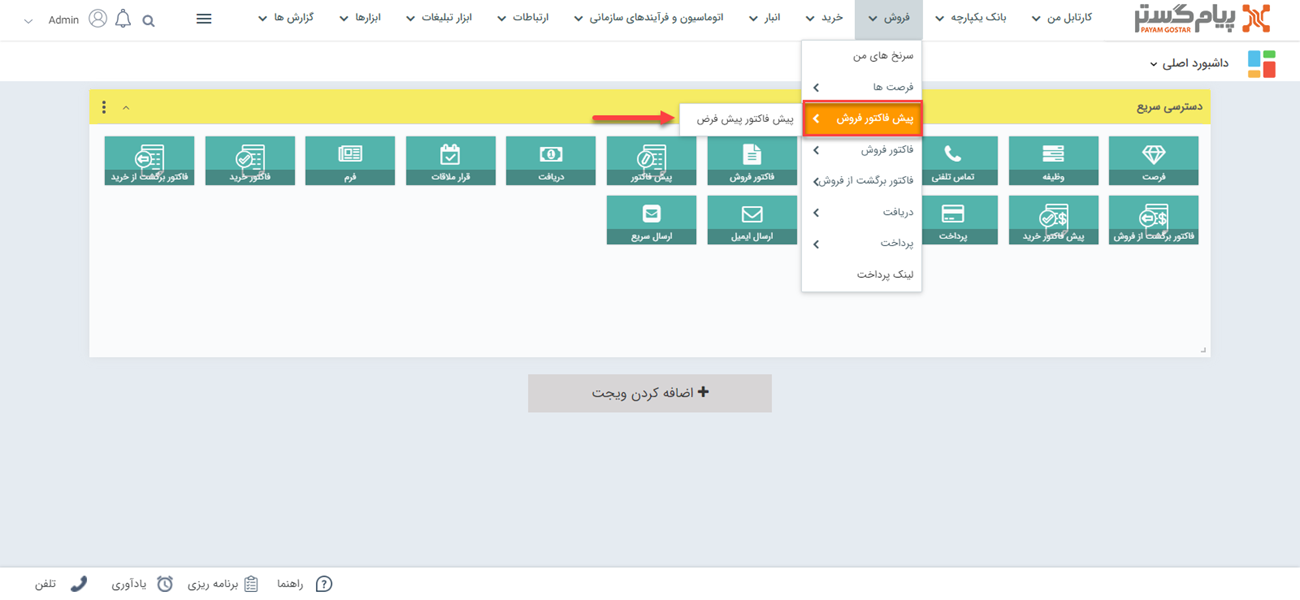 پیام گستر
PAYAM GOSTAR
کارتابل من
بانک یکپارچه
فروش
خرید
انبار
اتوماسیون و فرآیندهای سازمانی
ارتباطات
ابزار تبلیغات
ابزارها
گزارش ها
Admin
داشبورد اصلی
دسترسی سریع
سرنخ های من
فرصت ها
پیش فاکتور فروش
پیش فاکتور پیش فرض
فاکتور فروش
فاکتور برگشت از فروش
دریافت
پرداخت
لینک پرداخت
فرصت
وظیفه
تماس تلفنی
فاکتور فروش
پیش فاکتور
دریافت
قرار ملاقات
فرم
فاکتور خرید
فاکتور برگشت از خرید
فاکتور برگشت از فروش
پیش فاکتور خرید
پرداخت
ارسال ایمیل
ارسال سریع
اضافه کردن ویجت
راهنما
برنامه ریزی
یادآوری
تلفن